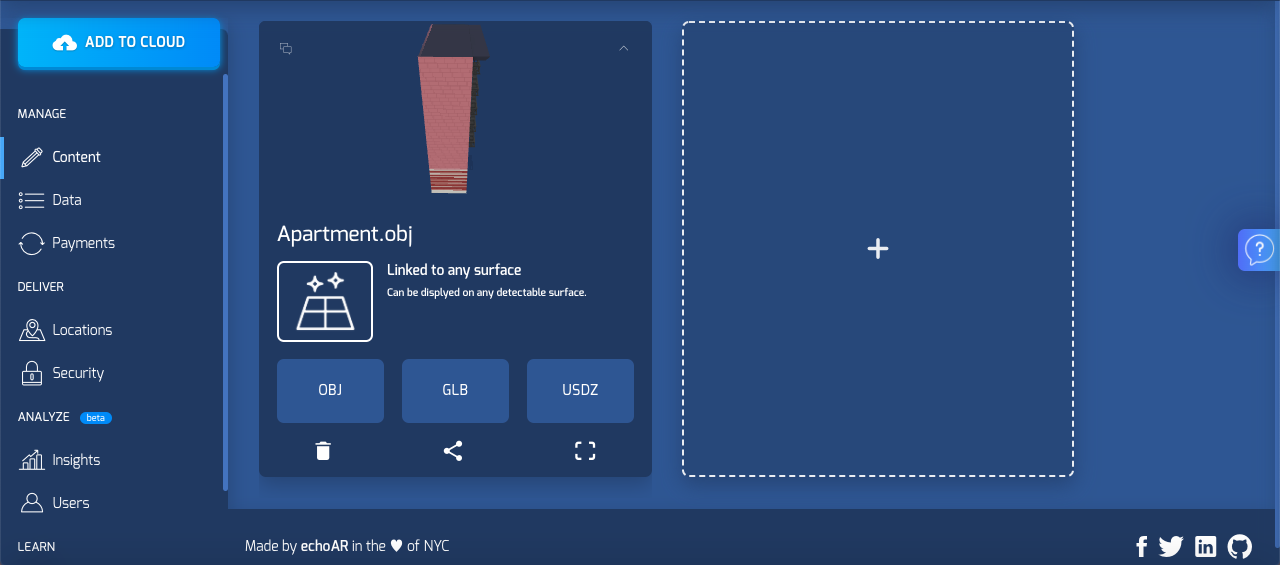 ADD TO CLOUD
MANAGE
Content
Data
Payments
DELIVER
Locations
Security
ANALYZE beta
Insights
Users
LEARN
Apartment.obj
Linked to any surface
Can be displyed on any detectable surface.
OBJ GLB USDZ
Made by echoAR in the ♥ of NYC